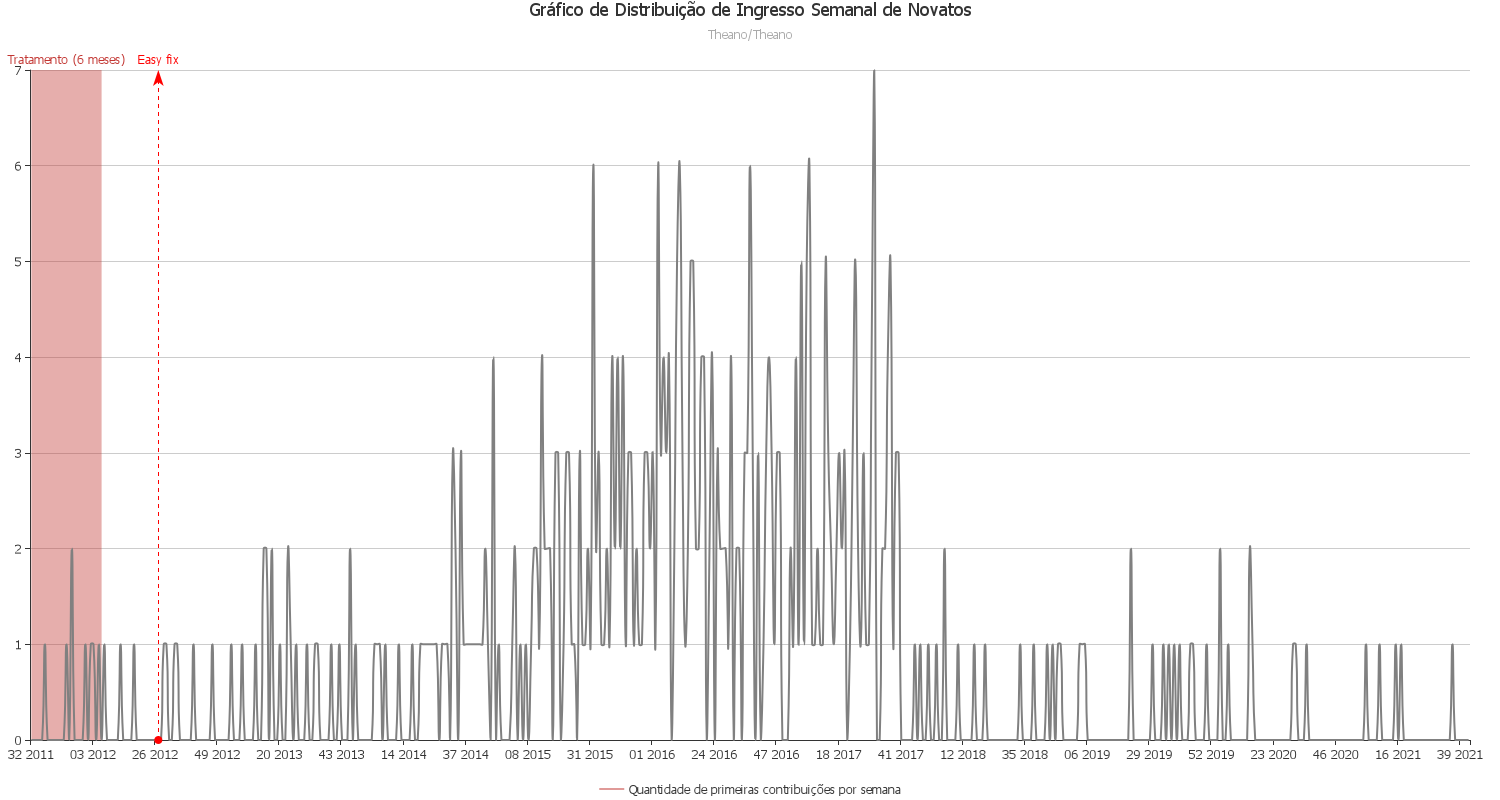 Gráfico de Distribuição de Ingresso Semanal de Novatos
Theano/Theano
Tratamento (6 meses) Easy fix
7
6
5
4
3
2
1
0
32 2011 03 2012 26 2012 49 2012 20 2013 43 2013 14 2014 37 2014 08 2015 31 2015 01 2016 24 2016 47 2016 18 2017 41 2017 12 2018 35 2018 06 2019 29 2019 52 2019 23 2020 46 2020 16 2021 39 2021
Quantidade de primeiras contribuições por semana